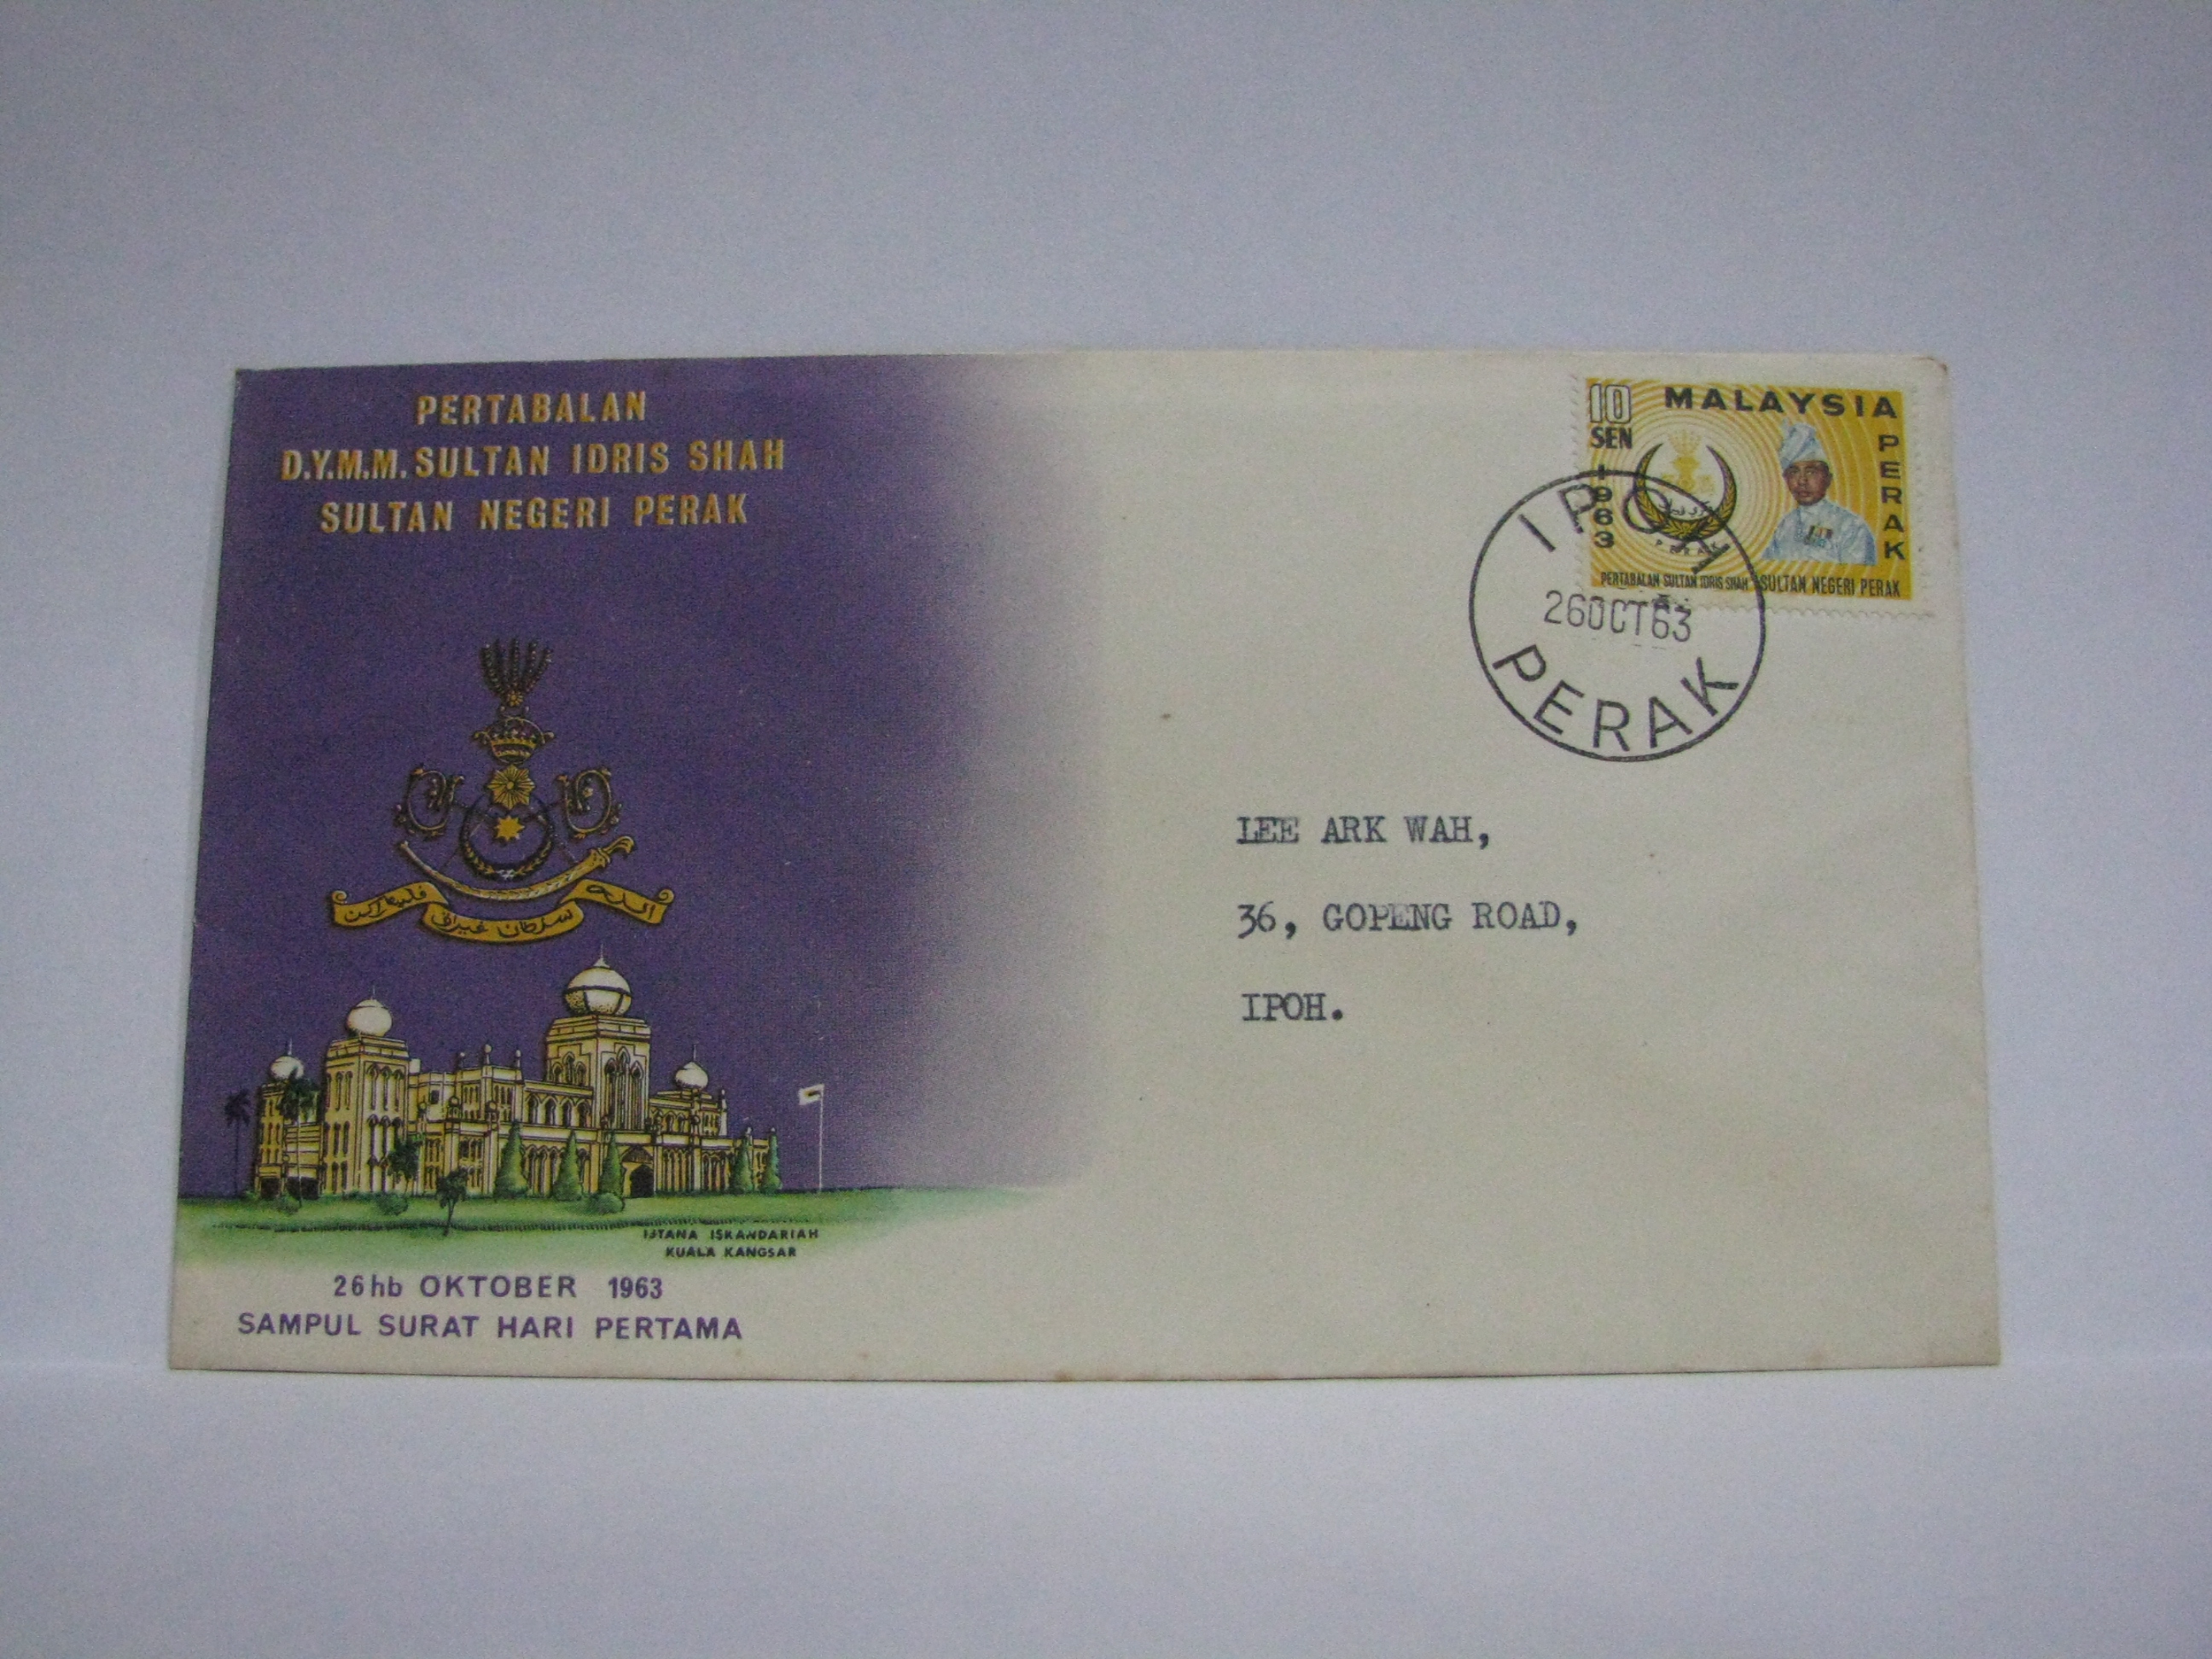 PERTABALAN
D.Y.M.M. SULTAN IDRIS SHAH
SULTAN NEGERI PERAK
ISTANA ISKANDARIAH
KUALA KANGSAR
26hb OKTOBER 1963
SAMPUL SURAT HARI PERTAMA
10
SEN
MALAYSIA
PERAK
1963
PERAK
PERTABALAN SULTAN IDRIS SHAH SULTAN NEGERI PERAK
IPOH
26OCT63
PERAK
LEE ARK WAH,
36, GOPENG ROAD,
IPOH.